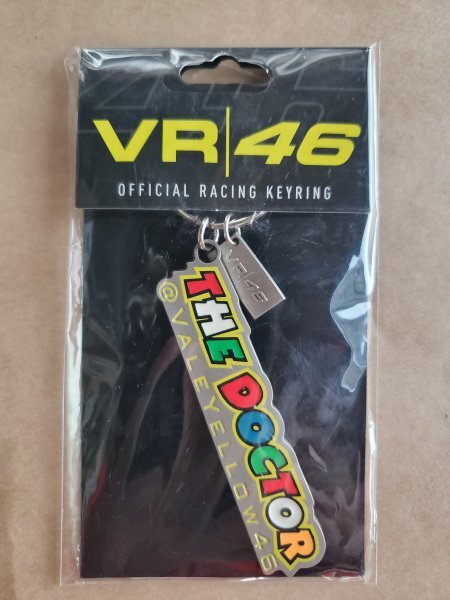 VR|46
OFFICIAL RACING KEYRING
VR|46
THE DOCTOR
@VALEYELLOW46